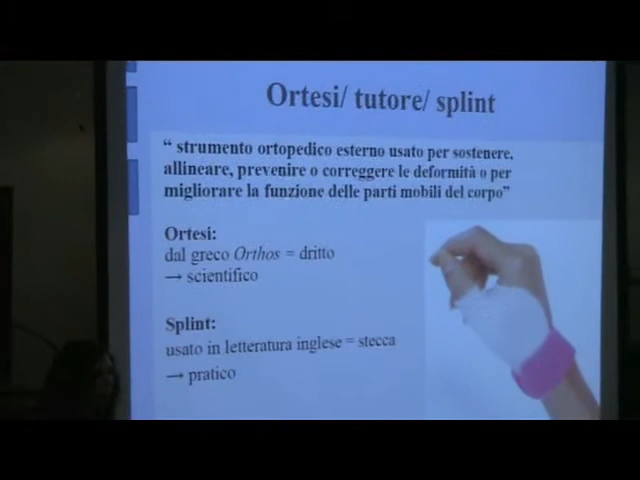 Ortesi/ tutore/ splint
“ strumento ortopedico esterno usato per sostenere,
allineare, prevenire o correggere le deformità o per
migliorare la funzione delle parti mobili del corpo”
Ortesi:
dal greco Orthos = dritto
→ scientifico
Splint:
usato in letteratura inglese = stecca
→ pratico